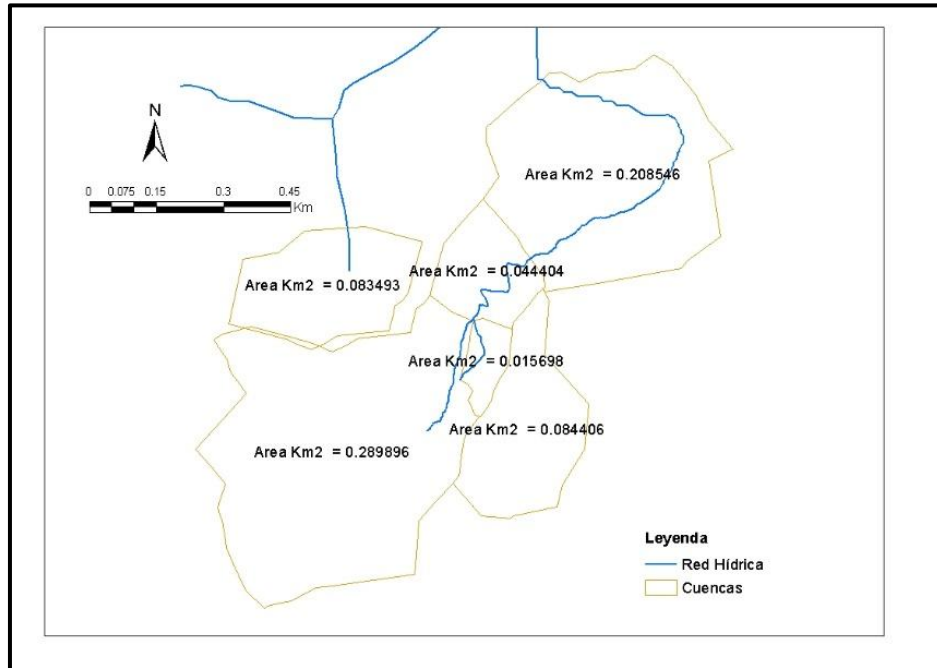 N
0 0.075 0.15 0.3 0.45
Km
Area Km2 = 0.208546
Area Km2 = 0.044404
Area Km2 = 0.083493
Area Km2 = 0.015698
Area Km2 = 0.084406
Area Km2 = 0.289896
Leyenda
Red Hídrica
Cuencas